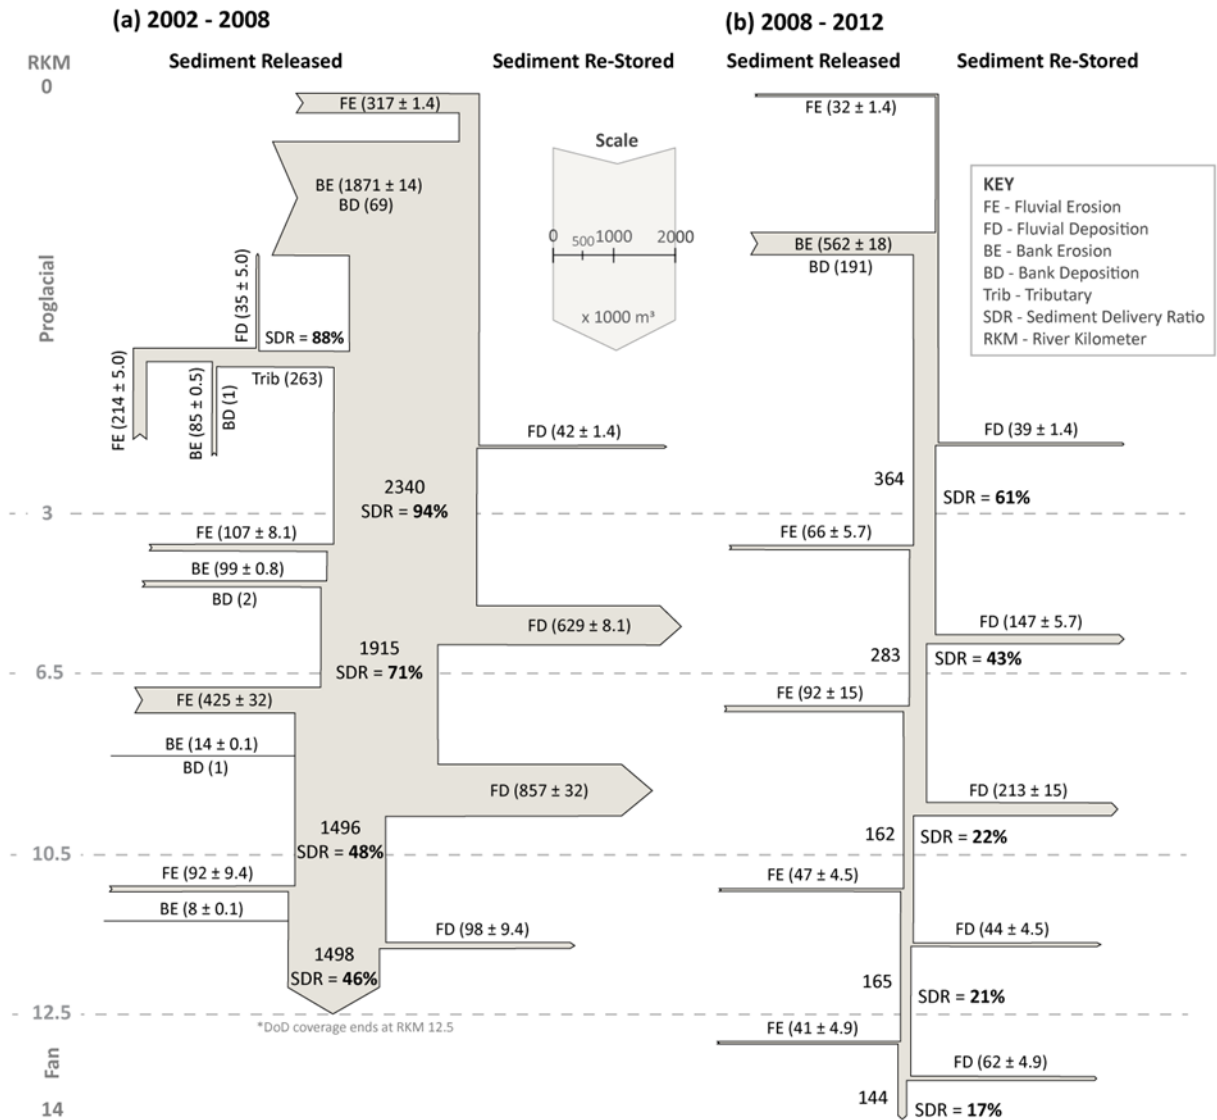 (a) 2002 - 2008
(b) 2008 - 2012
RKM
Sediment Released
Sediment Re-Stored
Sediment Released
Sediment Re-Stored
0
FE (317 ± 1.4)
FE (32 ± 1.4)
Scale
0 500 1000 2000
x 1000 m³
KEY
FE - Fluvial Erosion
FD - Fluvial Deposition
BE - Bank Erosion
BD - Bank Deposition
Trib - Tributary
SDR - Sediment Delivery Ratio
RKM - River Kilometer
BE (1871 ± 14)
BD (69)
BE (562 ± 18)
BD (191)
Proglacial
FD (35 ± 5.0)
SDR = 88%
FE (214 ± 5.0)
BE (85 ± 0.5)
BD (1)
Trib (263)
FD (42 ± 1.4)
FD (39 ± 1.4)
2340
SDR = 94%
364
SDR = 61%
3
FE (107 ± 8.1)
FE (66 ± 5.7)
BE (99 ± 0.8)
BD (2)
FD (629 ± 8.1)
FD (147 ± 5.7)
1915
SDR = 71%
283
SDR = 43%
6.5
FE (425 ± 32)
FE (92 ± 15)
BE (14 ± 0.1)
BD (1)
FD (857 ± 32)
FD (213 ± 15)
1496
SDR = 48%
162
SDR = 22%
10.5
FE (92 ± 9.4)
FE (47 ± 4.5)
BE (8 ± 0.1)
FD (98 ± 9.4)
FD (44 ± 4.5)
1498
SDR = 46%
165
SDR = 21%
12.5
*DoD coverage ends at RKM 12.5
FE (41 ± 4.9)
Fan
FD (62 ± 4.9)
144
SDR = 17%
14